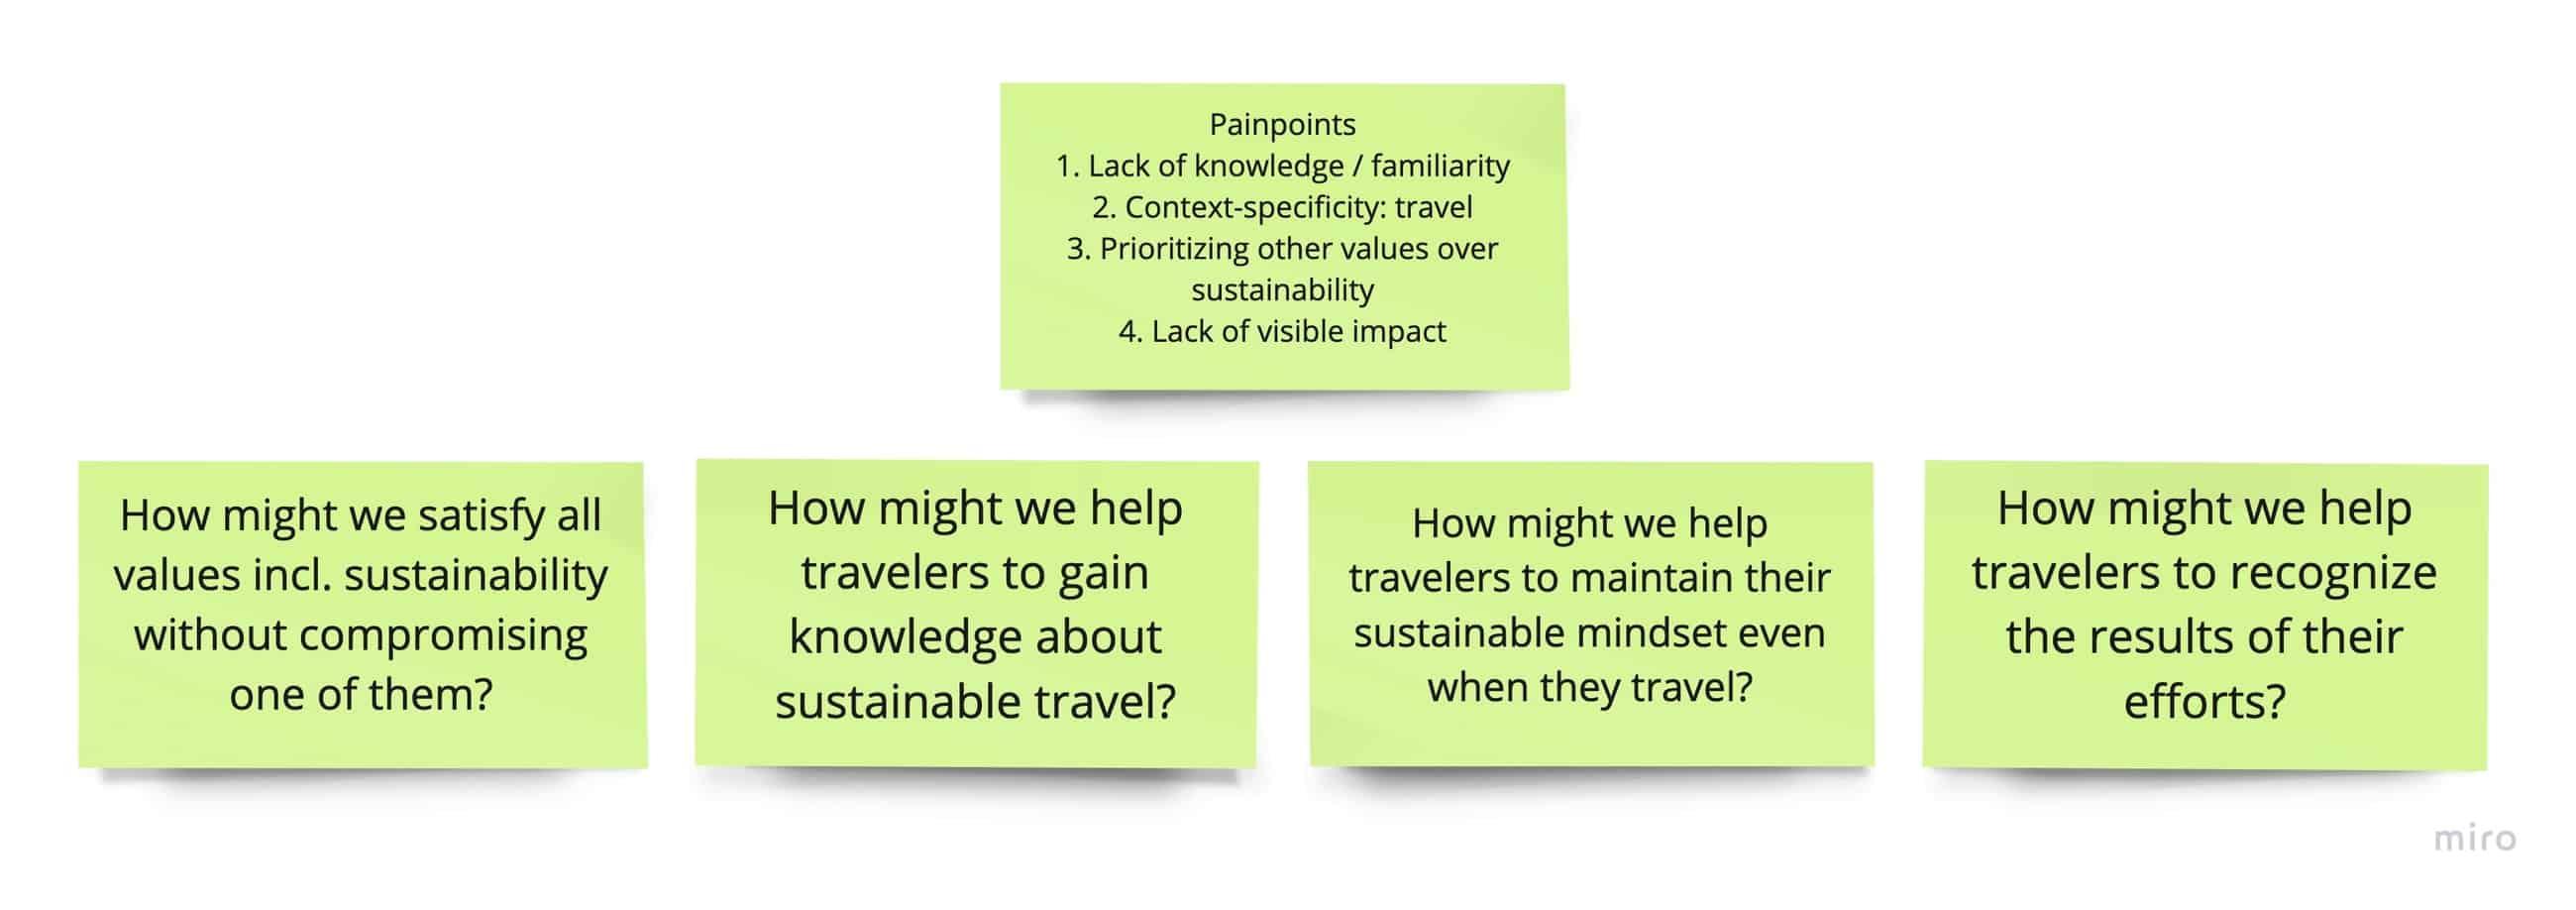 Painpoints
1. Lack of knowledge / familiarity
2. Context-specificity: travel
3. Prioritizing other values over
sustainability
4. Lack of visible impact
How might we satisfy all
values incl. sustainability
without compromising
one of them?
How might we help
travelers to gain
knowledge about
sustainable travel?
How might we help
travelers to maintain their
sustainable mindset even
when they travel?
How might we help
travelers to recognize
the results of their
efforts?
miro